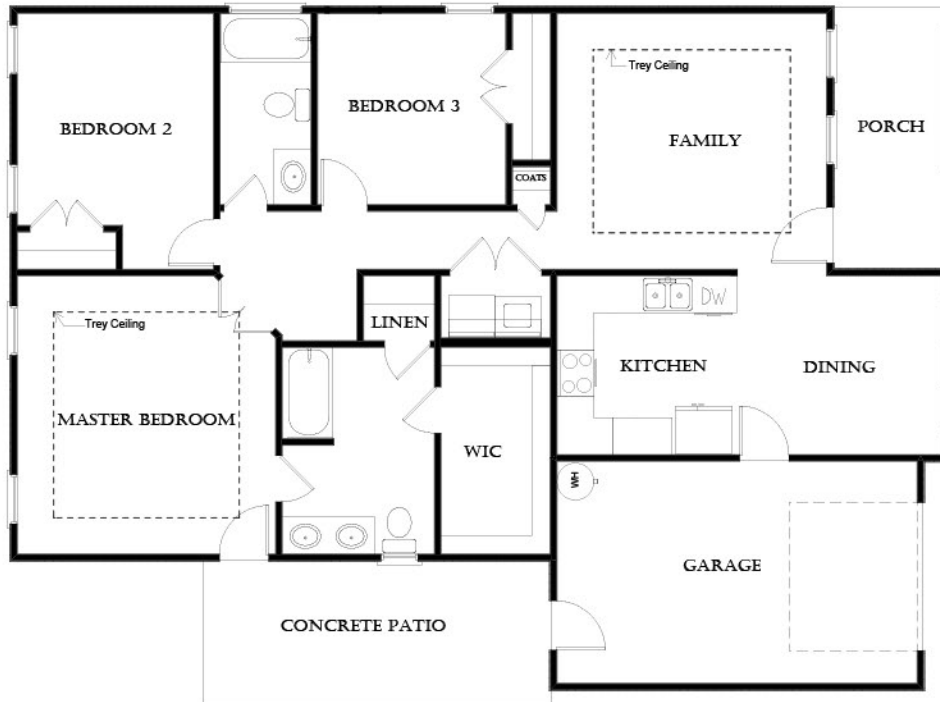 Trey Ceiling
BEDROOM 2
BEDROOM 3
FAMILY
PORCH
COATS
Trey Ceiling
LINEN
DW
MASTER BEDROOM
KITCHEN
DINING
WIC
WH
GARAGE
CONCRETE PATIO